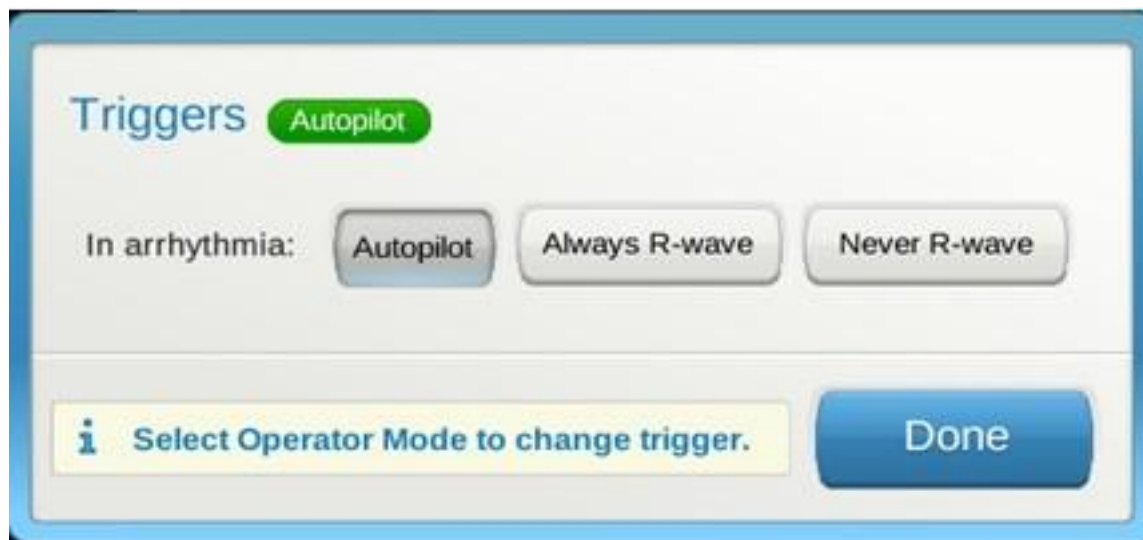 Triggers Autopilot
In arrhythmia: Autopilot Always R-wave Never R-wave
i Select Operator Mode to change trigger. Done